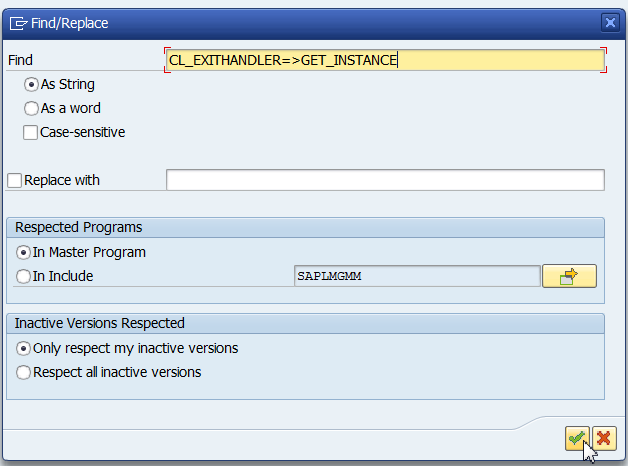 Find/Replace
Find CL_EXITHANDLER=>GET_INSTANCE
As String
As a word
Case-sensitive
Replace with
Respected Programs
In Master Program
In Include SAPLMGMM
Inactive Versions Respected
Only respect my inactive versions
Respect all inactive versions